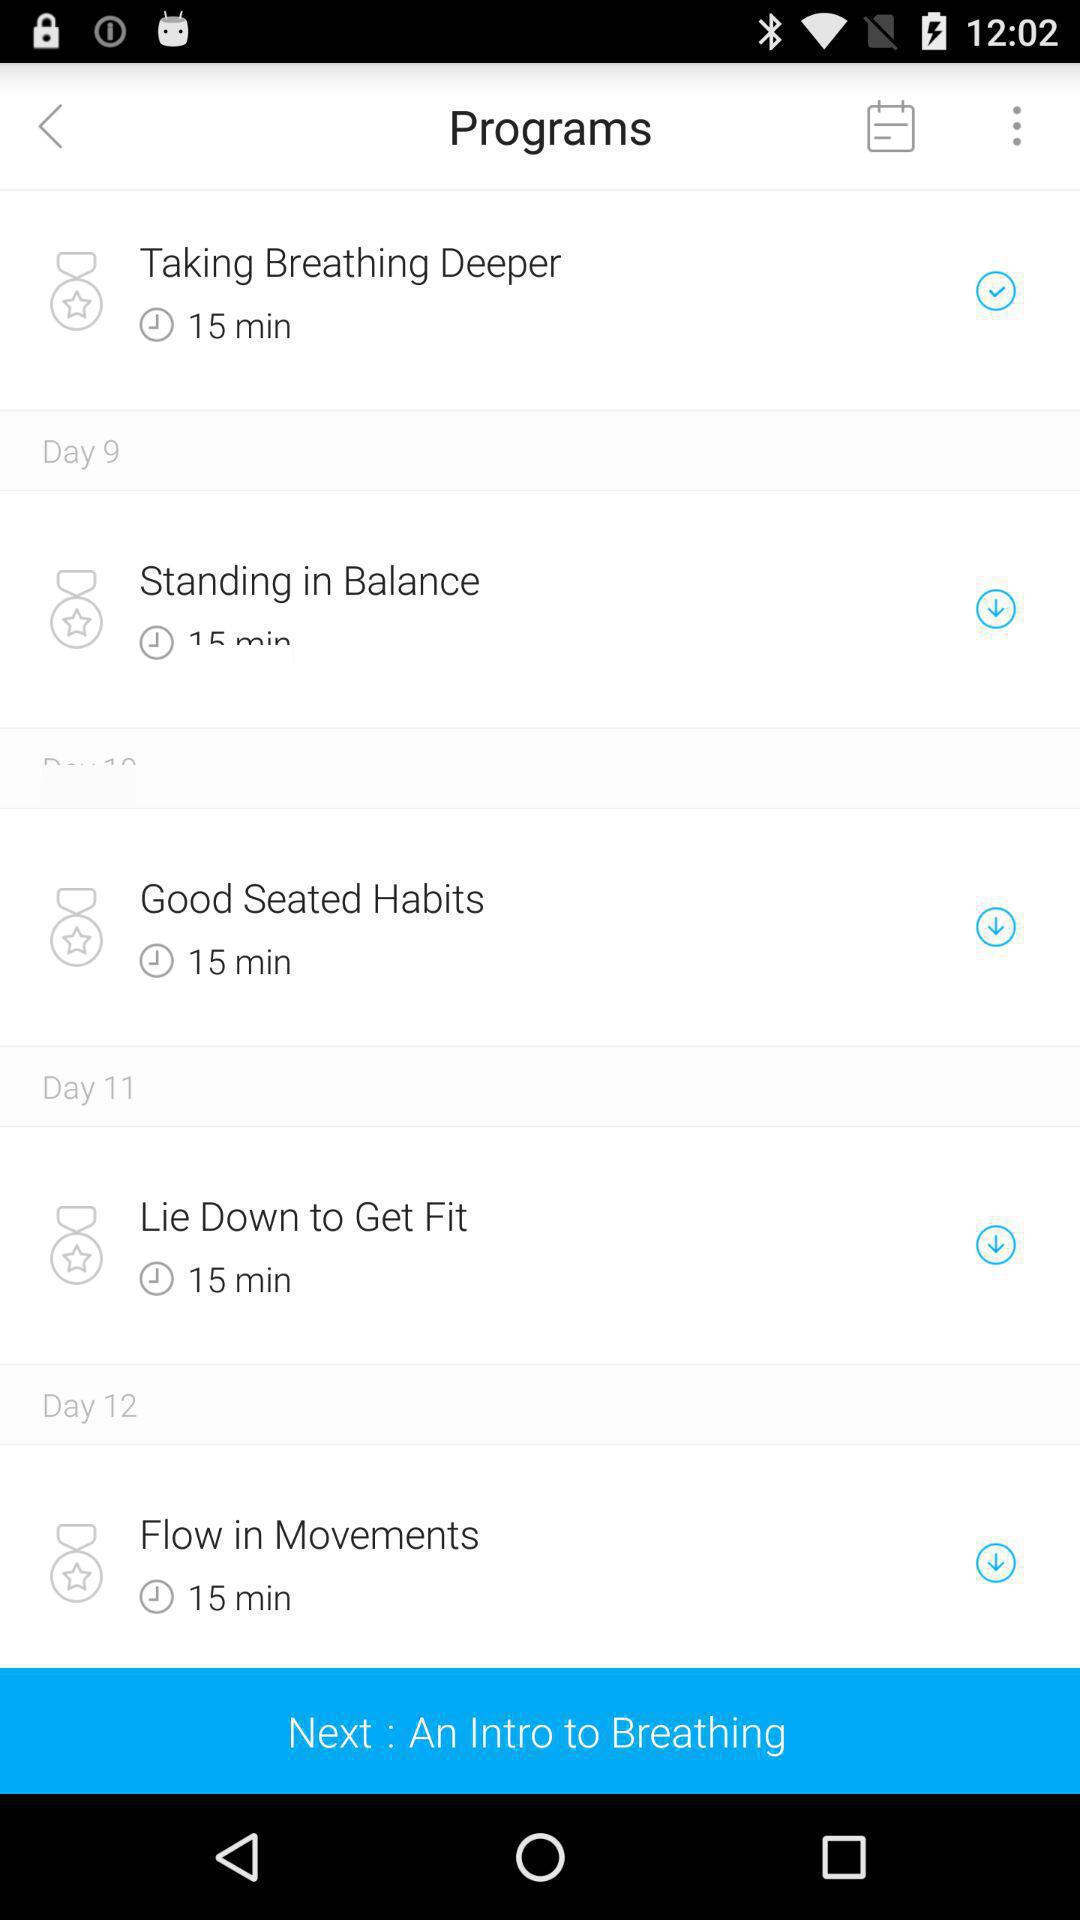 12:02
Programs
Taking Breathing Deeper
15 min
Day 9
Standing in Balance
15 min
Day 10
Good Seated Habits
15 min
Day 11
Lie Down to Get Fit
15 min
Day 12
Flow in Movements
15 min
Next : An Intro to Breathing